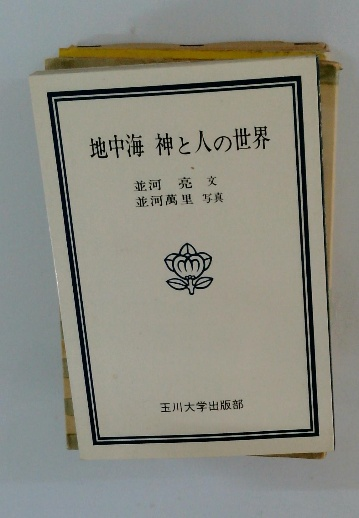 地中海 神と人の世界
並河 亮 文
並河萬里 写真
玉川大学出版部